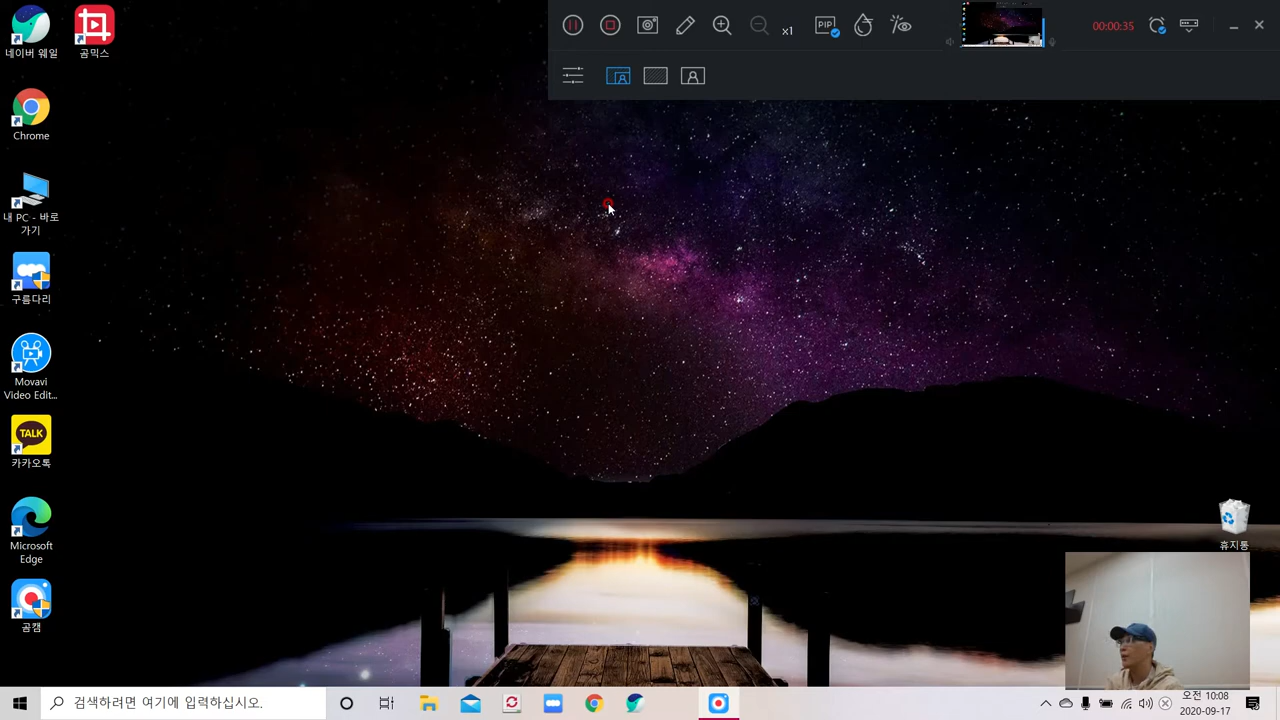 x1
PIP
00:00:35
네이버 웨일
곰믹스
Chrome
내 PC - 바로
가기
구름다리
Movavi
Video Edit...
TALK
카카오톡
Microsoft
Edge
곰캠
휴지통
검색하려면 여기에 입력하십시오.
오전 10:08
2020-09-17